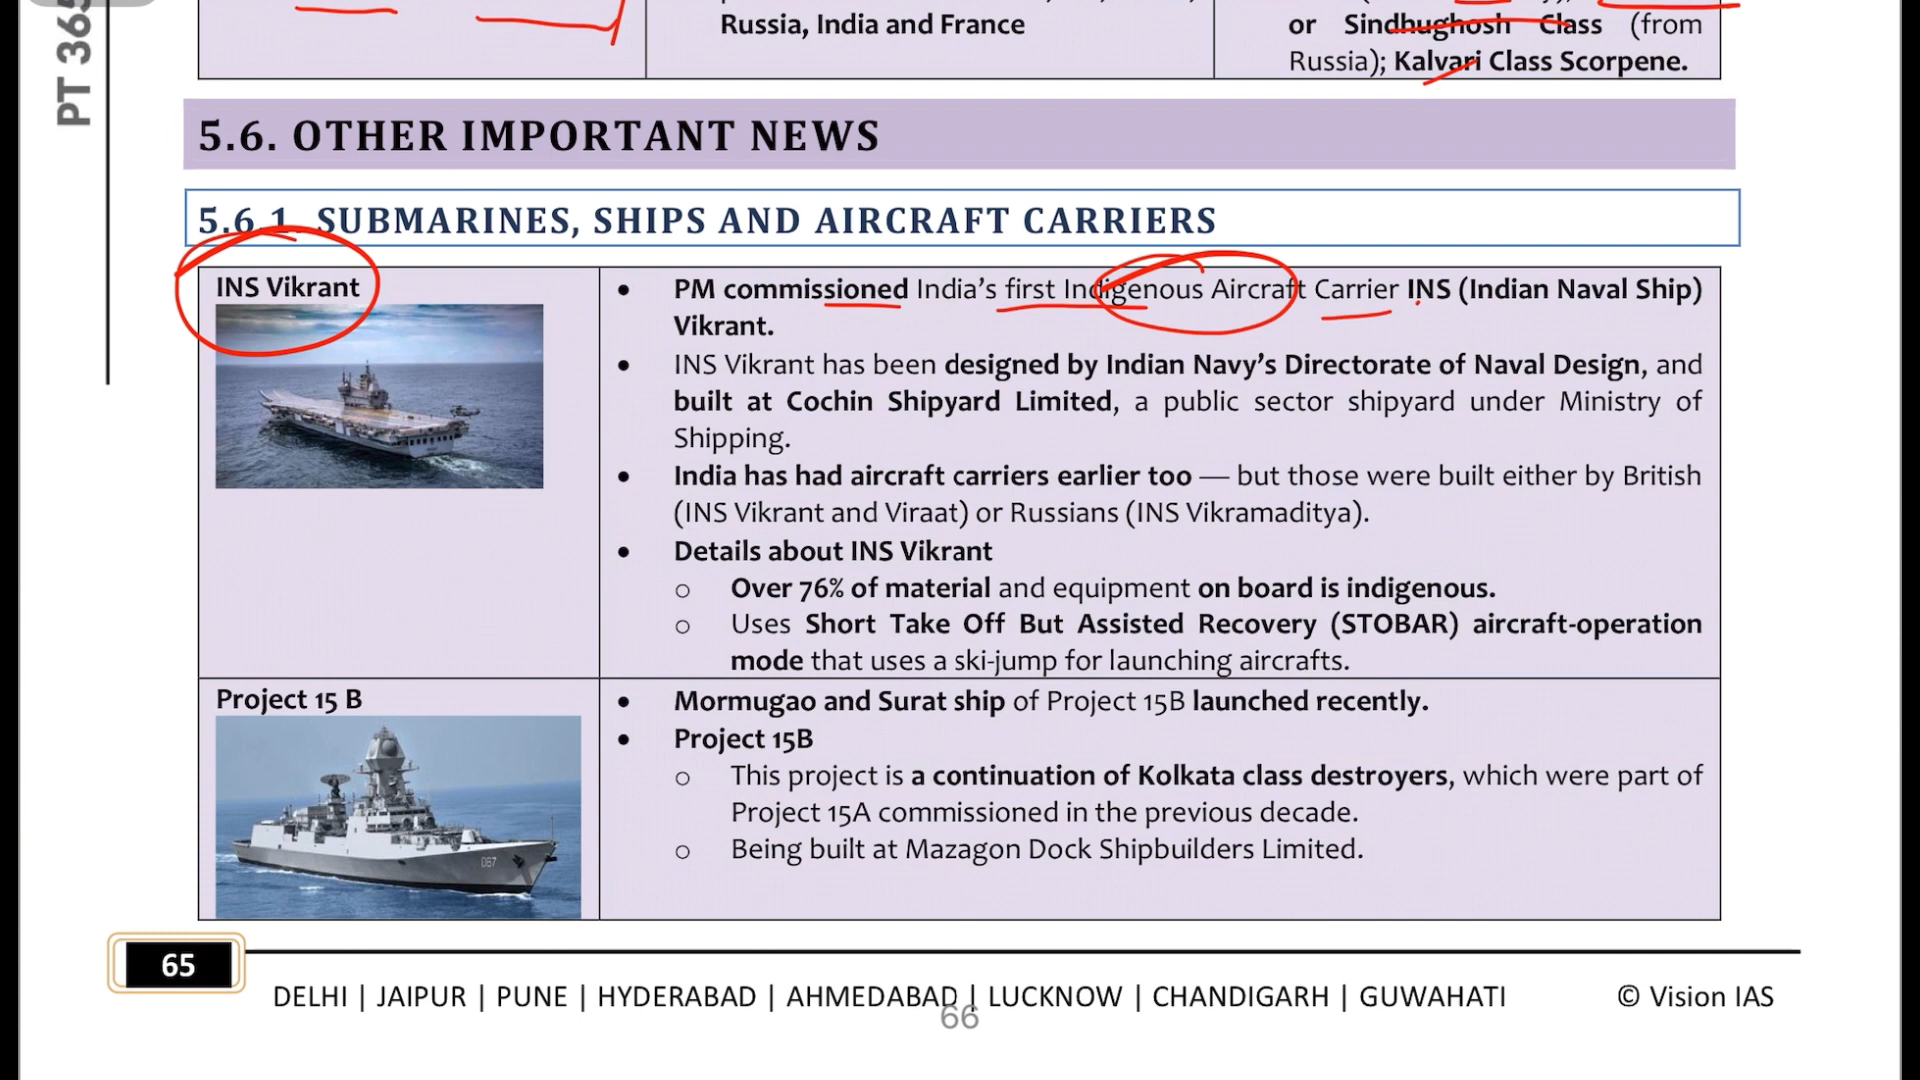 PT 365
Russia, India and France
or Sindhughosh Class (from
Russia); Kalvari Class Scorpene.
5.6. OTHER IMPORTANT NEWS
5.6.1. SUBMARINES, SHIPS AND AIRCRAFT CARRIERS
INS Vikrant
• PM commissioned India’s first Indigenous Aircraft Carrier INS (Indian Naval Ship)
Vikrant.
• INS Vikrant has been designed by Indian Navy’s Directorate of Naval Design, and
built at Cochin Shipyard Limited, a public sector shipyard under Ministry of
Shipping.
• India has had aircraft carriers earlier too — but those were built either by British
(INS Vikrant and Viraat) or Russians (INS Vikramaditya).
• Details about INS Vikrant
o Over 76% of material and equipment on board is indigenous.
o Uses Short Take Off But Assisted Recovery (STOBAR) aircraft-operation
mode that uses a ski-jump for launching aircrafts.
Project 15 B
D67
• Mormugao and Surat ship of Project 15B launched recently.
• Project 15B
o This project is a continuation of Kolkata class destroyers, which were part of
Project 15A commissioned in the previous decade.
o Being built at Mazagon Dock Shipbuilders Limited.
65
DELHI | JAIPUR | PUNE | HYDERABAD | AHMEDABAD | LUCKNOW | CHANDIGARH | GUWAHATI
© Vision IAS
66